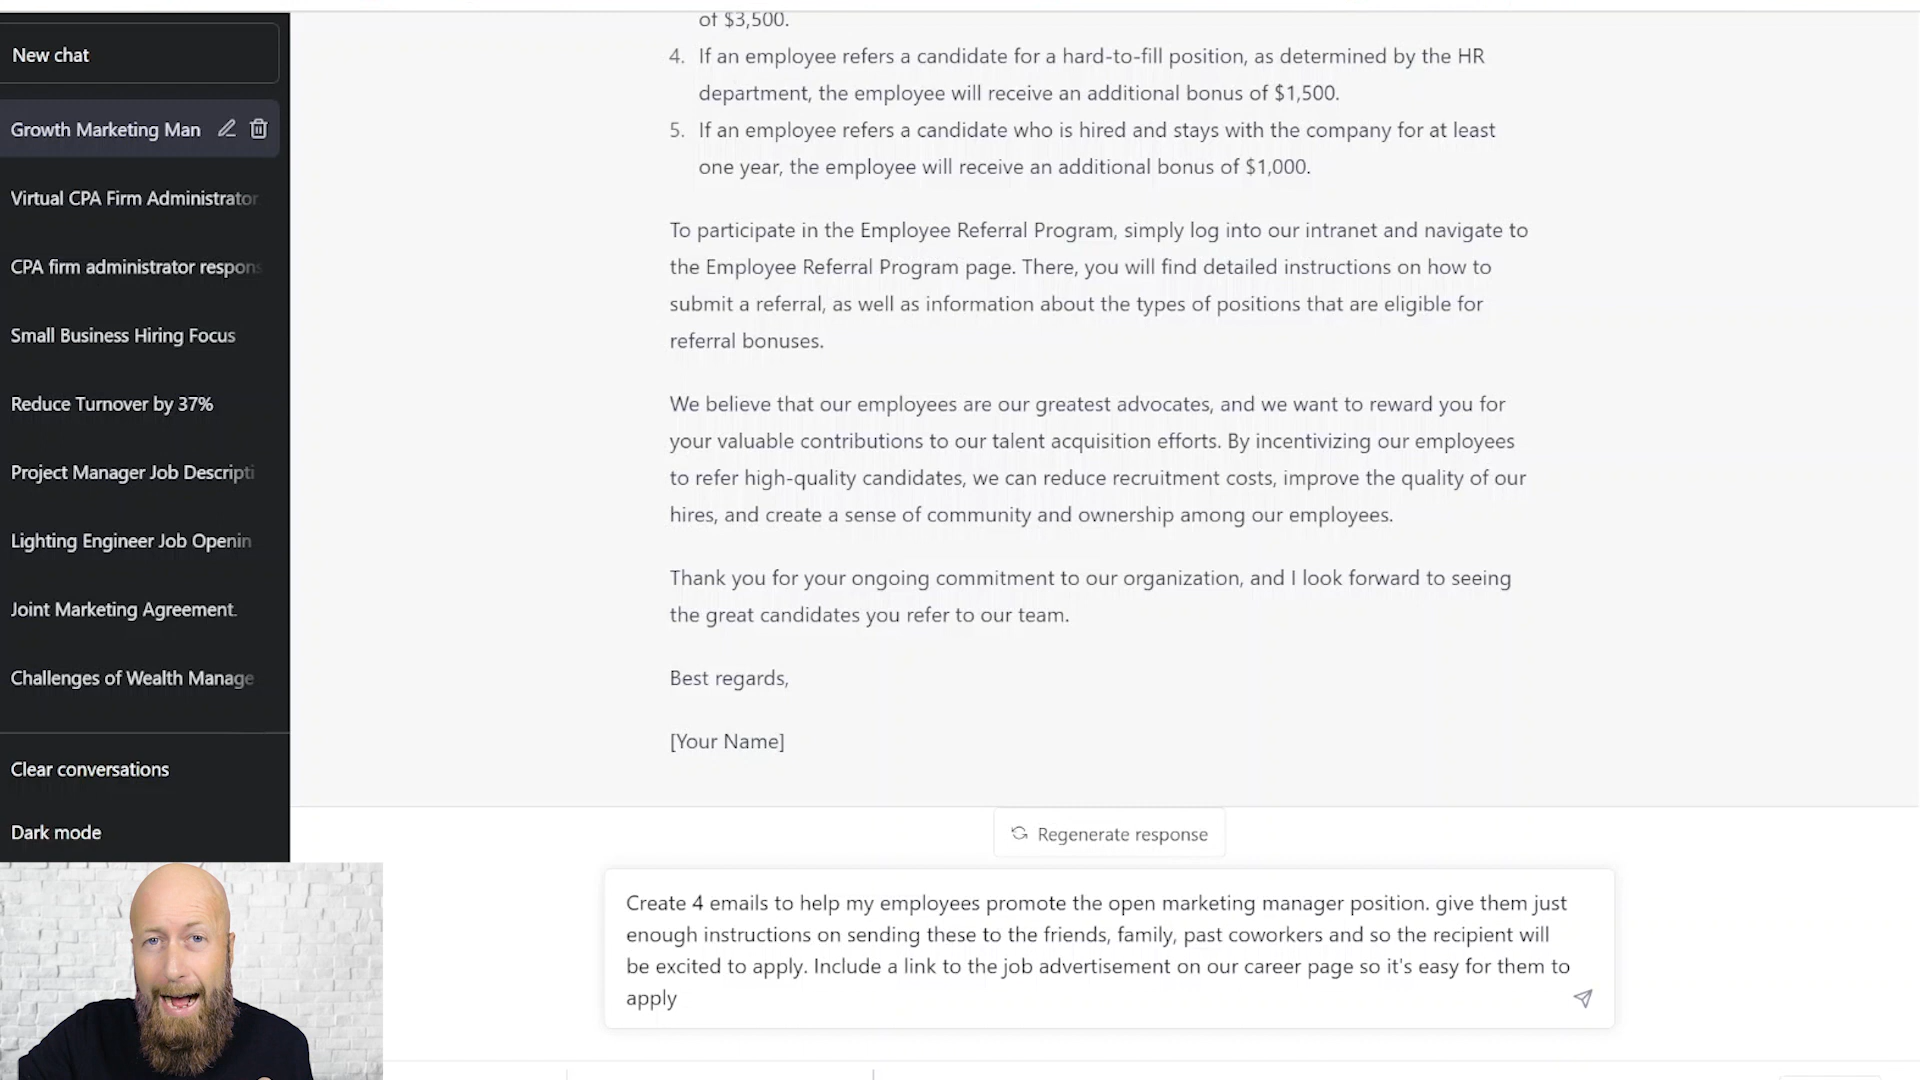 New chat
Growth Marketing Man
Virtual CPA Firm Administrator
CPA firm administrator respons
Small Business Hiring Focus
Reduce Turnover by 37%
Project Manager Job Descripti
Lighting Engineer Job Openin
Joint Marketing Agreement.
Challenges of Wealth Manage
Clear conversations
Dark mode
of $3,500.
4. If an employee refers a candidate for a hard-to-fill position, as determined by the HR
department, the employee will receive an additional bonus of $1,500.
5. If an employee refers a candidate who is hired and stays with the company for at least
one year, the employee will receive an additional bonus of $1,000.
To participate in the Employee Referral Program, simply log into our intranet and navigate to
the Employee Referral Program page. There, you will find detailed instructions on how to
submit a referral, as well as information about the types of positions that are eligible for
referral bonuses.
We believe that our employees are our greatest advocates, and we want to reward you for
your valuable contributions to our talent acquisition efforts. By incentivizing our employees
to refer high-quality candidates, we can reduce recruitment costs, improve the quality of our
hires, and create a sense of community and ownership among our employees.
Thank you for your ongoing commitment to our organization, and I look forward to seeing
the great candidates you refer to our team.
Best regards,
[Your Name]
Regenerate response
Create 4 emails to help my employees promote the open marketing manager position. give them just
enough instructions on sending these to the friends, family, past coworkers and so the recipient will
be excited to apply. Include a link to the job advertisement on our career page so it's easy for them to
apply